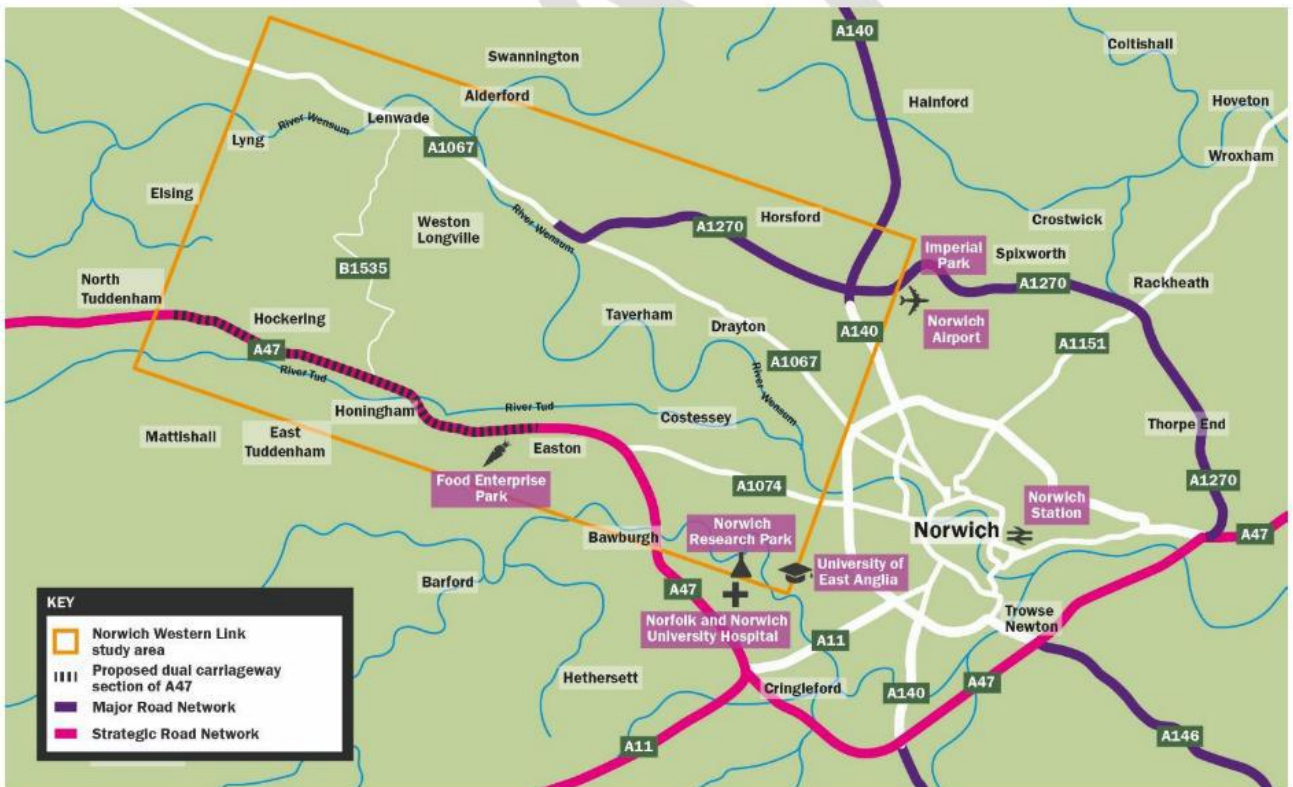 A140
Coltishall
Swannington
Alderford
Hainford
Hoveton
Lenwade
River Wensum
Lyng
A1067
Wroxham
Elsing
Weston
Longville
River Wensum
Horsford
A1270
Crostwick
Imperial
Park
Spixworth
B1535
North
Tuddenham
A1270
Rackheath
Hockering
Taverham
Drayton
A140
Norwich
Airport
A47
A1067
A1151
River Tud
River Wensum
Honingham
River Tud
Costessey
Thorpe End
Mattishall
East
Tuddenham
Easton
Food Enterprise
Park
A1074
A1270
Norwich
Station
Norwich
Research Park
Norwich
A47
Bawburgh
University of
East Anglia
Barford
A47
Norfolk and Norwich
University Hospital
Trowse
Newton
A11
Hethersett
Cringleford
A140
A47
A11
A146
KEY
Norwich Western Link
study area
Proposed dual carriageway
section of A47
Major Road Network
Strategic Road Network